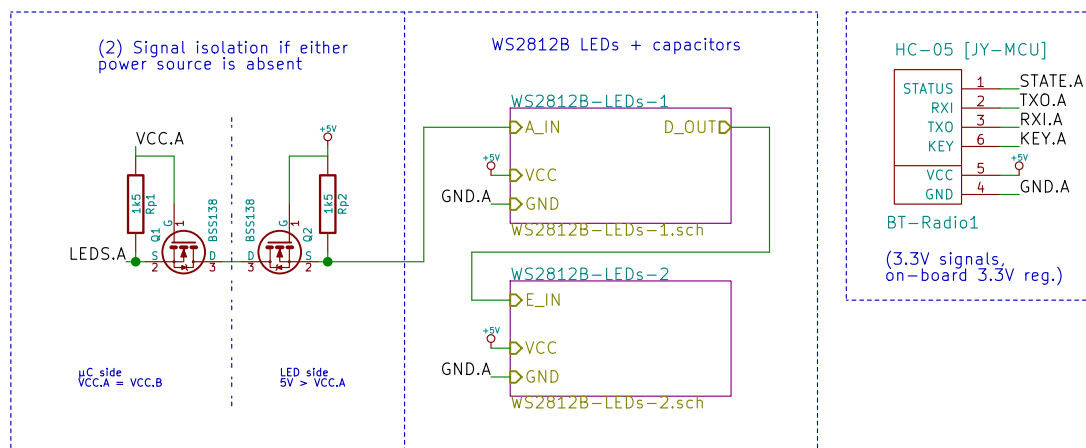 (2) Signal isolation if either
power source is absent
VCC.A
+5V
1k5
Rp1
1k5
Rp2
LEDS.A
Q1
G
1
BSS138
S
2
D
3
BSS138
G
1
Q2
D
3
S
2
µC side
VCC.A = VCC.B
LED side
5V > VCC.A
WS2812B LEDs + capacitors
WS2812B-LEDs-1
A_IN
D_OUT
+5V
VCC
GND.A
GND
WS2812B-LEDs-1.sch
WS2812B-LEDs-2
E_IN
+5V
VCC
GND.A
GND
WS2812B-LEDs-2.sch
HC-05 [JY-MCU]
STATUS 1 STATE.A
RXI 2 TXO.A
TXO 3 RXI.A
KEY 6 KEY.A
VCC 5 +5V
GND 4 GND.A
BT-Radio1
(3.3V signals,
on-board 3.3V reg.)